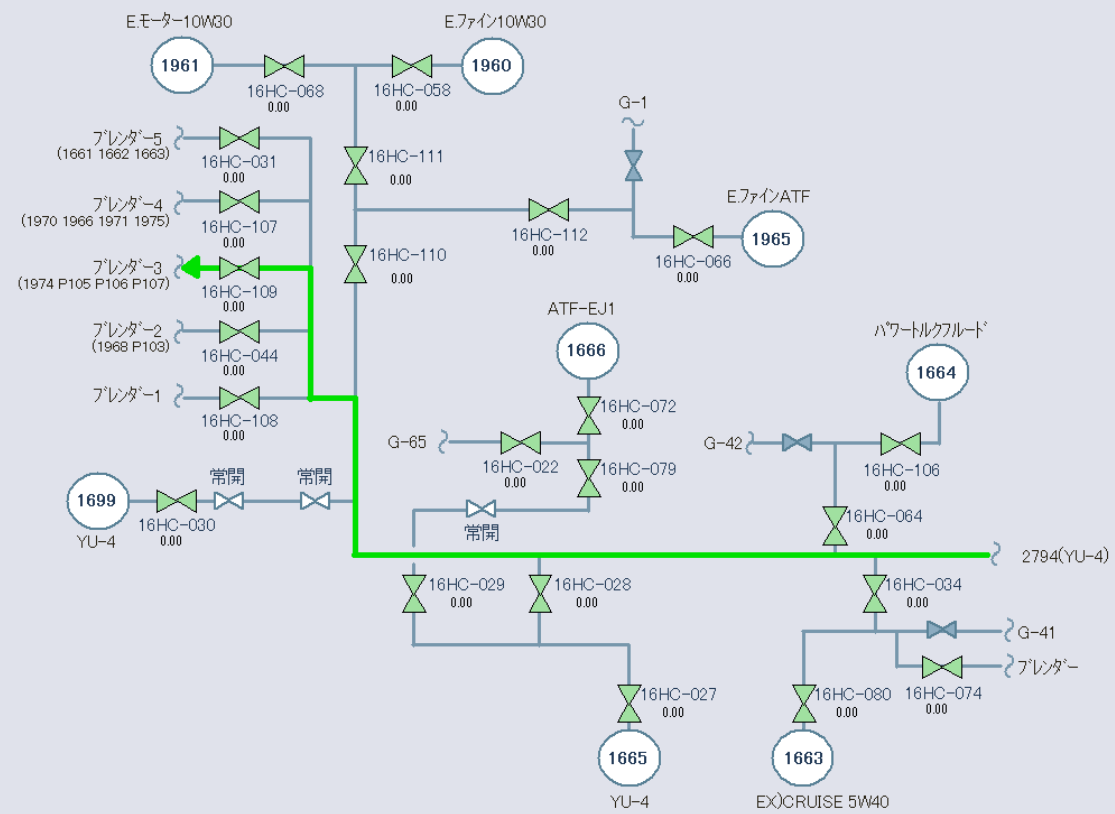 E.モーター10W30
E.ファイン10W30
1961
1960
16HC-068
0.00
16HC-058
0.00
G-1
ブレンダー5
(1661 1662 1663)
16HC-031
0.00
16HC-111
0.00
ブレンダー4
(1970 1966 1971 1975)
16HC-107
0.00
16HC-112
0.00
E.ファインATF
1965
16HC-066
0.00
16HC-110
0.00
ブレンダー3
(1974 P105 P106 P107)
16HC-109
0.00
ATF-EJ1
1666
ブレンダー2
(1968 P103)
16HC-044
0.00
パワートルクフルード
1664
ブレンダー1
16HC-108
0.00
16HC-072
0.00
G-65
16HC-022
0.00
16HC-079
0.00
G-42
16HC-106
0.00
常開
常開
1699
16HC-030
0.00
YU-4
常開
16HC-064
0.00
2794(YU-4)
16HC-029
0.00
16HC-028
0.00
16HC-034
0.00
G-41
ブレンダー
16HC-027
0.00
16HC-080
0.00
16HC-074
0.00
1665
YU-4
1663
EX)CRUISE 5W40